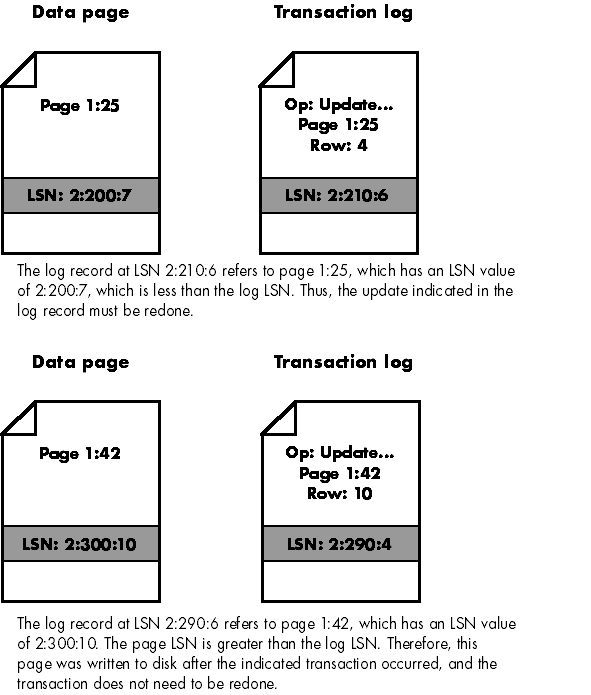 Data page
Transaction log
Page 1:25
Op: Update...
Page 1:25
Row: 4
LSN: 2:200:7
LSN: 2:210:6
The log record at LSN 2:210:6 refers to page 1:25, which has an LSN value
of 2:200:7, which is less than the log LSN. Thus, the update indicated in the
log record must be redone.
Data page
Transaction log
Page 1:42
Op: Update...
Page 1:42
Row: 10
LSN: 2:300:10
LSN: 2:290:4
The log record at LSN 2:290:6 refers to page 1:42, which has an LSN value
of 2:300:10. The page LSN is greater than the log LSN. Therefore, this
page was written to disk after the indicated transaction occurred, and the
transaction does not need to be redone.